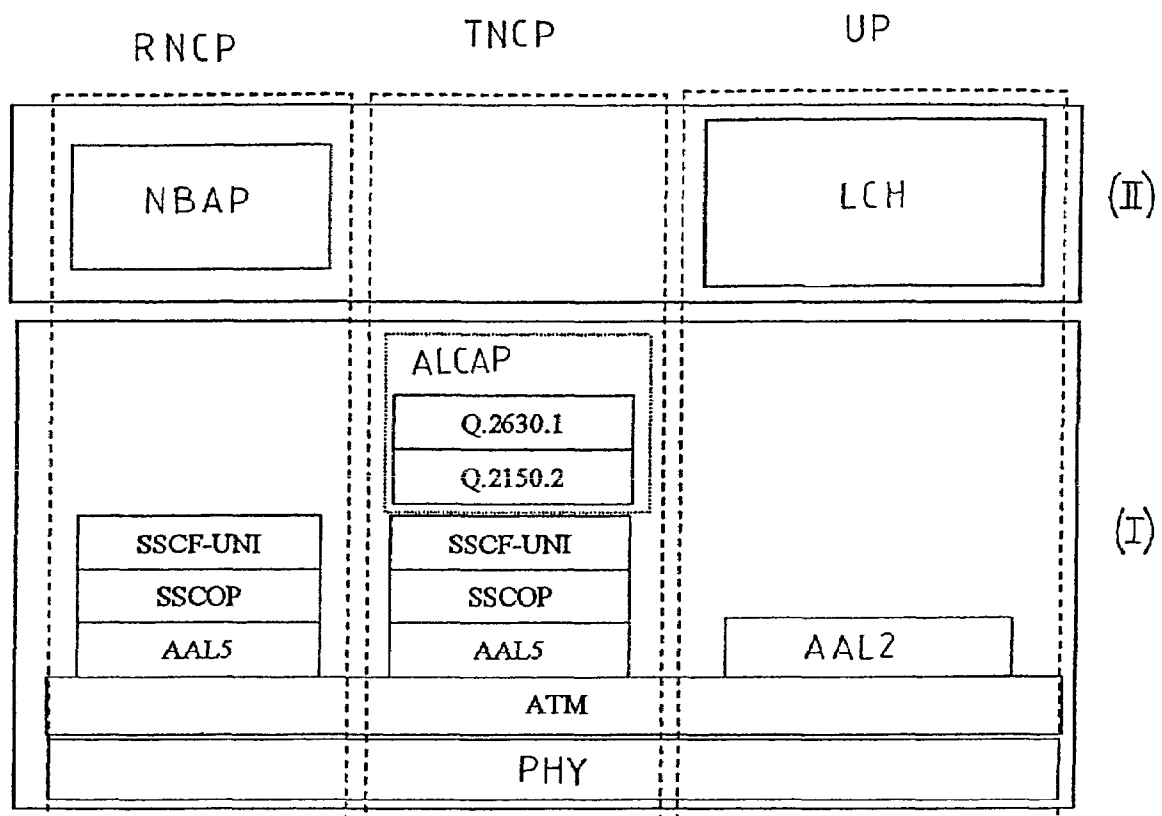 RNCP TNCP UP
NBAP LCH (II)
ALCAP
Q.2630.1
Q.2150.2
SSCF-UNI SSCF-UNI (I)
SSCOP SSCOP
AAL5 AAL5 AAL2
ATM
PHY